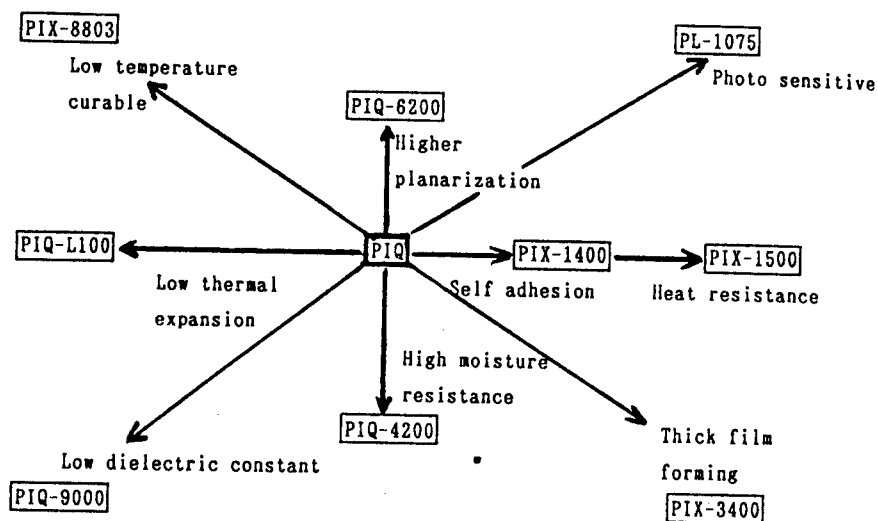 PIX-8803
Low temperature
curable
PL-1075
Photo sensitive
PIQ-6200
Higher
planarization
PIQ-L100
Low thermal
expansion
PIQ
PIX-1400
Self adhesion
PIX-1500
Heat resistance
High moisture
resistance
PIQ-4200
Low dielectric constant
PIQ-9000
Thick film
forming
PIX-3400